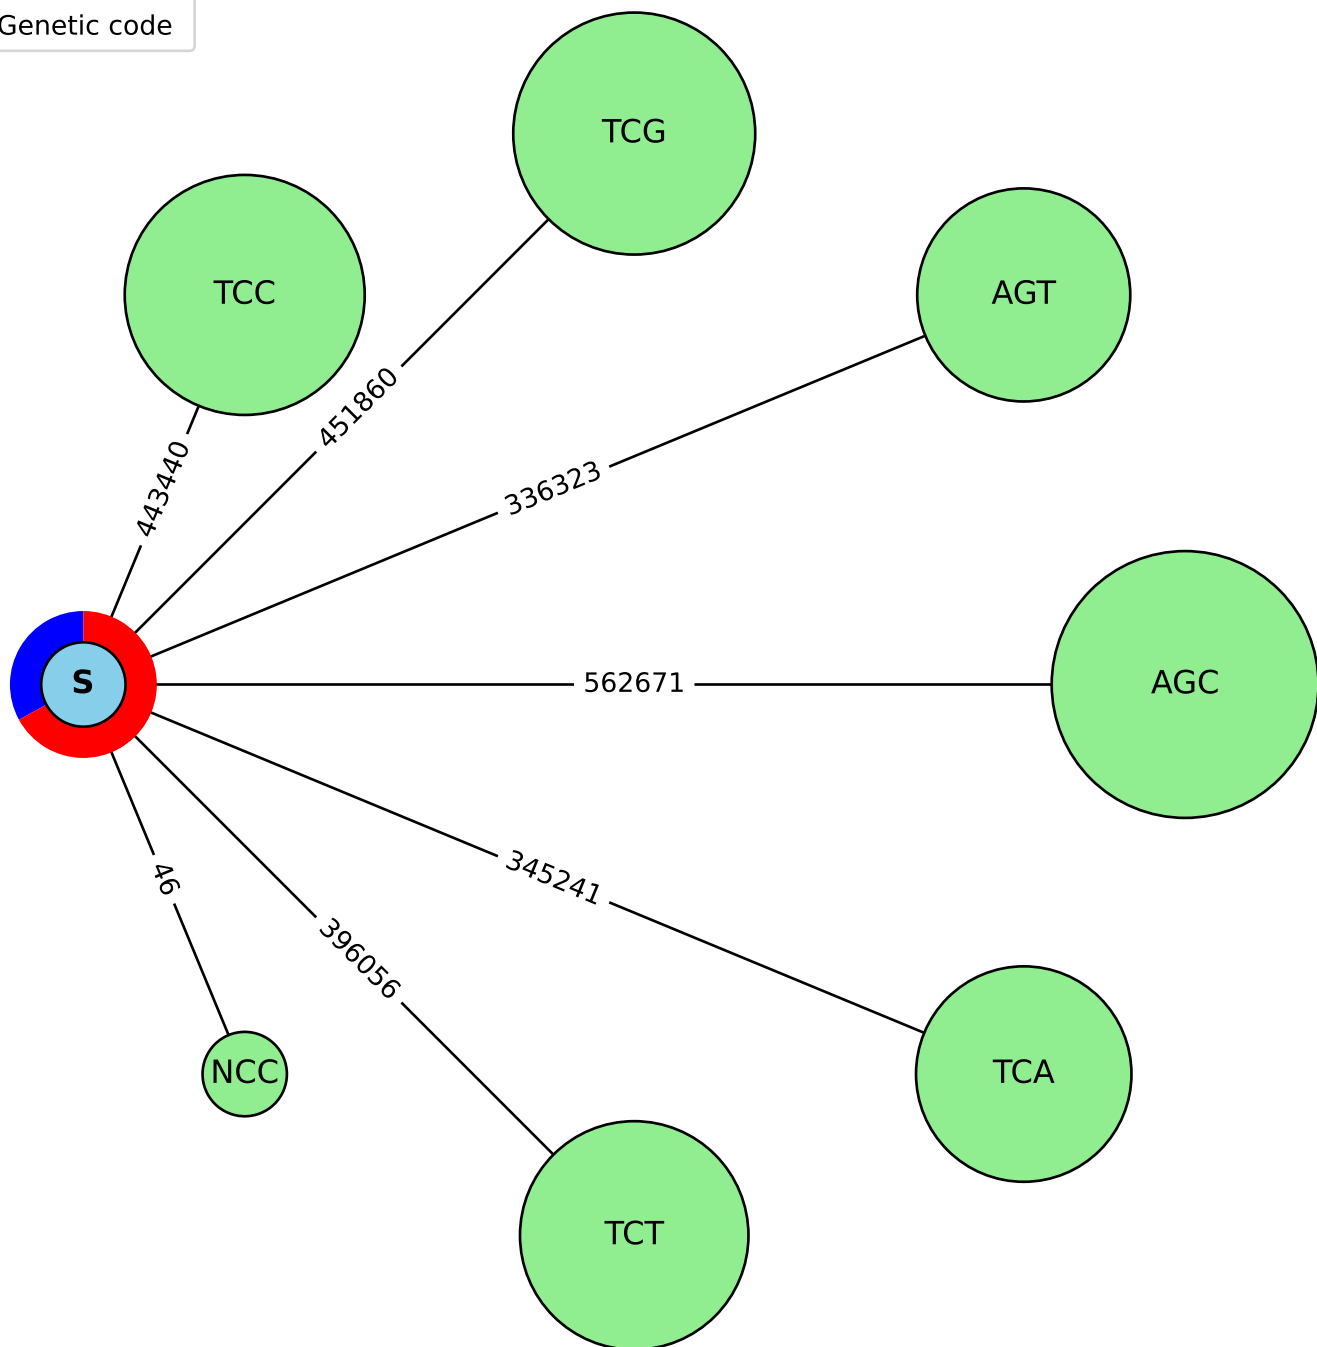 Genetic code
TCG
TCC
AGT
451860
443440
336323
S
562671
AGC
345241
46
396056
NCC
TCA
TCT